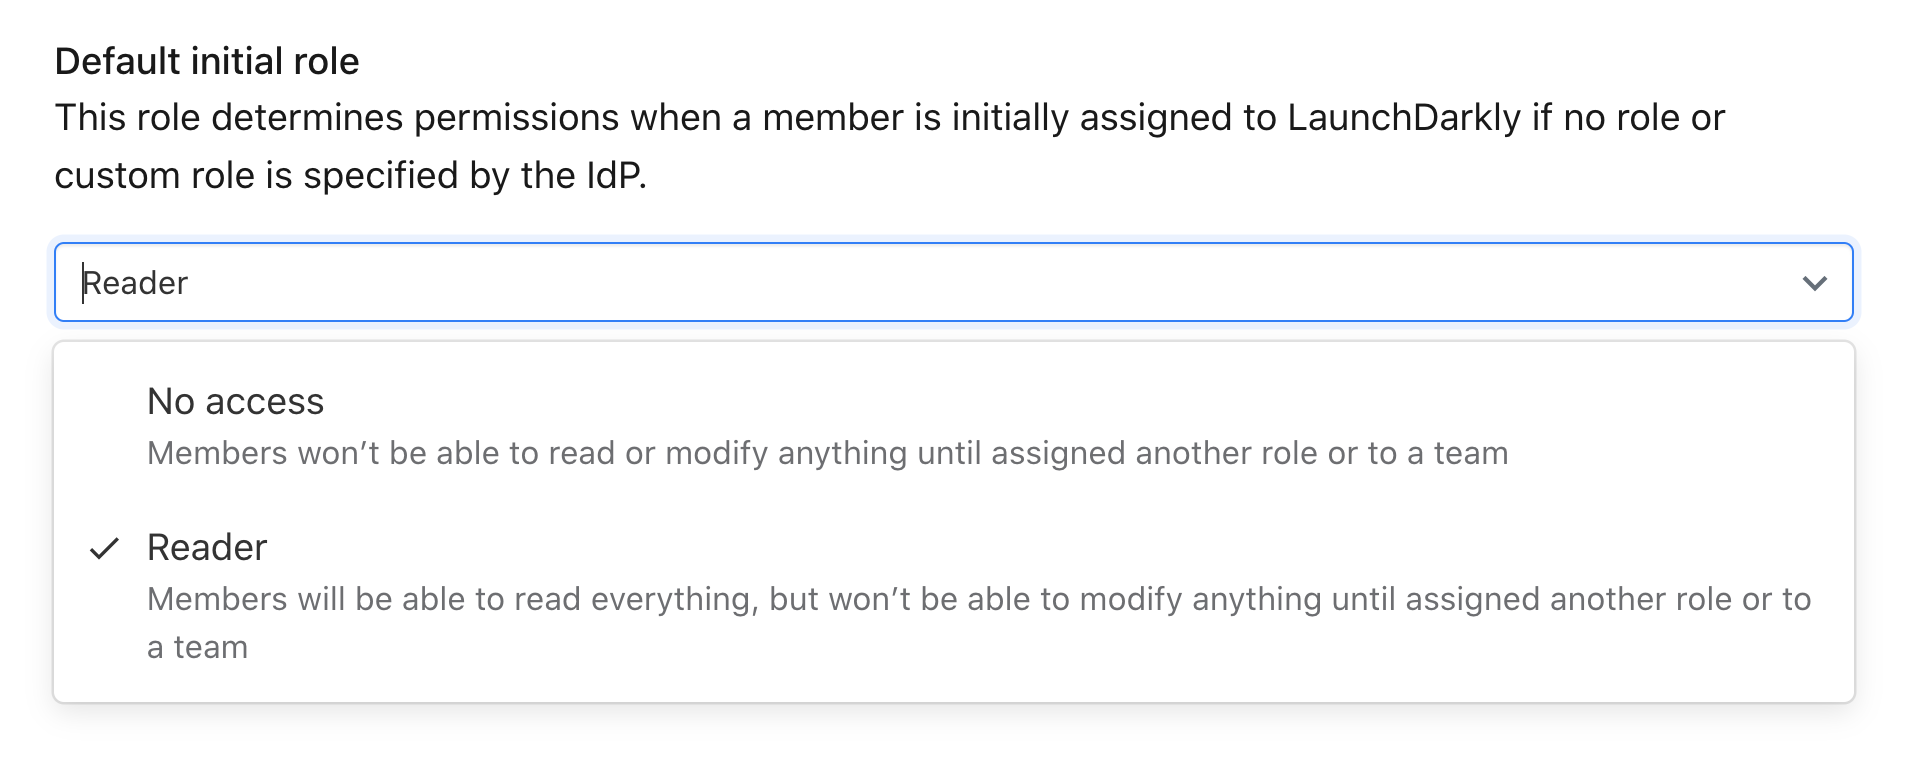 Default initial role
This role determines permissions when a member is initially assigned to LaunchDarkly if no role or
custom role is specified by the IdP.
Reader
No access
Members won’t be able to read or modify anything until assigned another role or to a team
Reader
Members will be able to read everything, but won’t be able to modify anything until assigned another role or to
a team